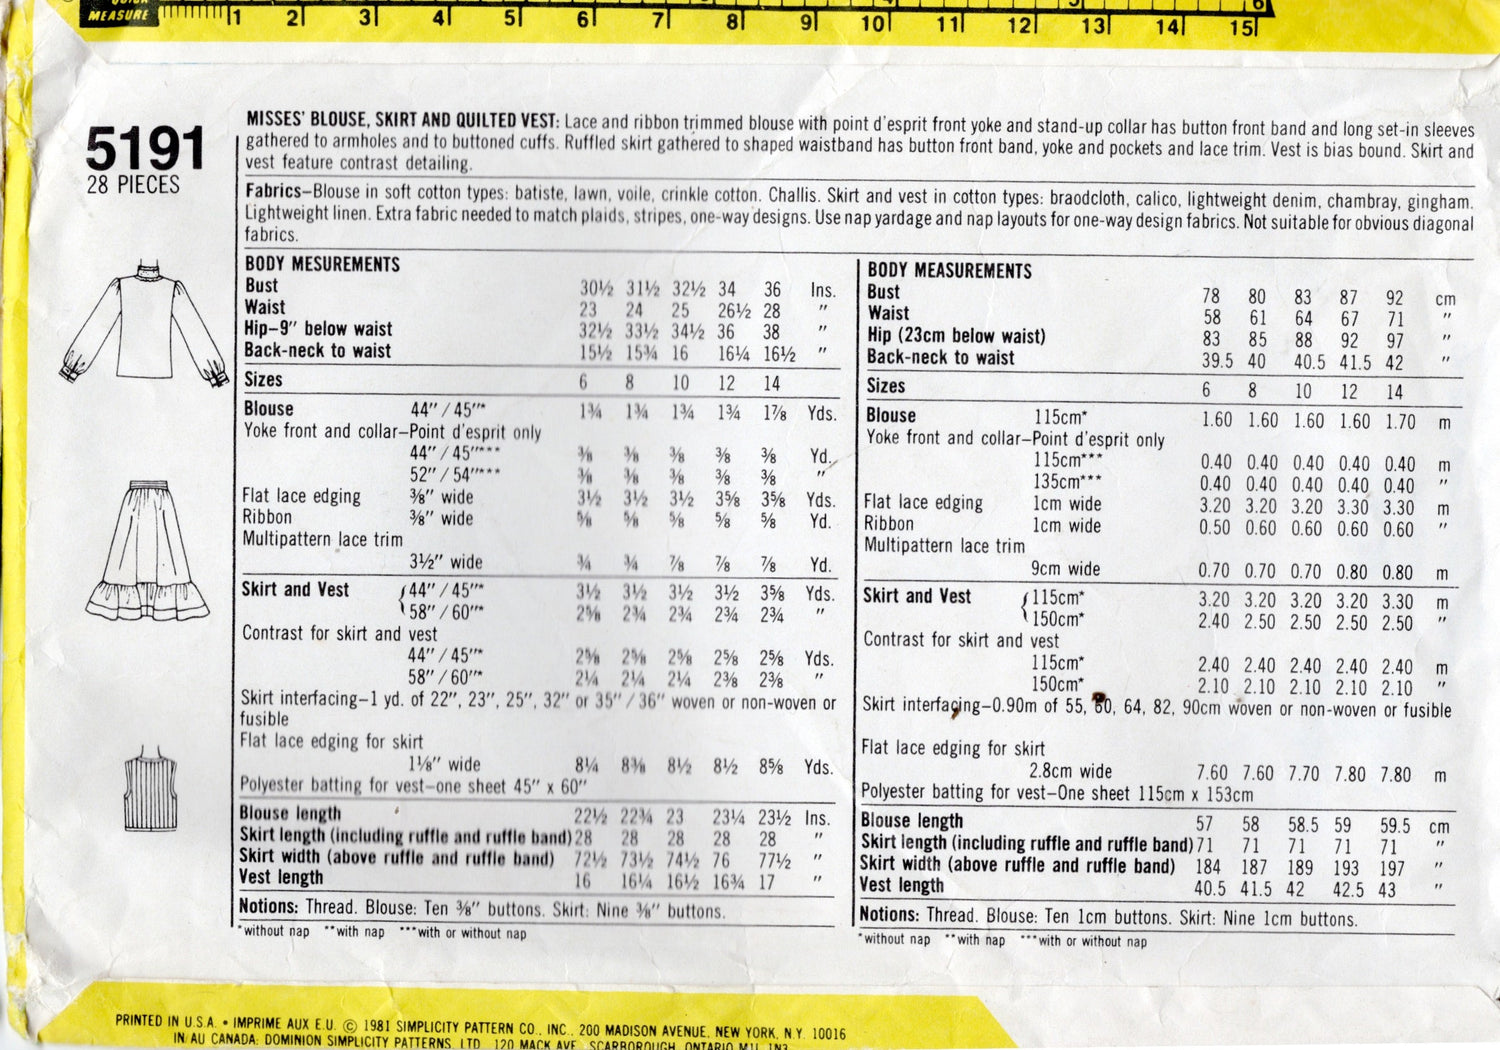 QUICK
MEASURE
1 2 3 4 5 6 7 8 9 10 11 12 13 14 15
5191
28 PIECES
MISSES' BLOUSE, SKIRT AND QUILTED VEST: Lace and ribbon trimmed blouse with point d'esprit front yoke and stand-up collar has button front band and long set-in sleeves
gathered to armholes and to buttoned cuffs. Ruffled skirt gathered to shaped waistband has button front band, yoke and pockets and lace trim. Vest is bias bound. Skirt and
vest feature contrast detailing.
Fabrics–Blouse in soft cotton types: batiste, lawn, voile, crinkle cotton. Challis. Skirt and vest in cotton types: braodcloth, calico, lightweight denim, chambray, gingham.
Lightweight linen. Extra fabric needed to match plaids, stripes, one-way designs. Use nap yardage and nap layouts for one-way design fabrics. Not suitable for obvious diagonal
fabrics.
BODY MESUREMENTS
Bust 30½ 31½ 32½ 34 36 Ins.
Waist 23 24 25 26½ 28 "
Hip–9" below waist 32½ 33½ 34½ 36 38 "
Back-neck to waist 15½ 15¾ 16 16¼ 16½ "
Sizes 6 8 10 12 14
Blouse 44" / 45"* 1¾ 1¾ 1¾ 1¾ 1⅞ Yds.
Yoke front and collar–Point d'esprit only
44" / 45"*** ⅜ ⅜ ⅜ ⅜ ⅜ Yd.
52" / 54"*** ⅜ ⅜ ⅜ ⅜ ⅜ "
Flat lace edging ⅜" wide 3½ 3½ 3½ 3⅝ 3⅝ Yds.
Ribbon ⅜" wide ⅝ ⅝ ⅝ ⅝ ⅝ Yd.
Multipattern lace trim
3½" wide ¾ ¾ ⅞ ⅞ ⅞ Yd.
Skirt and Vest 44" / 45"* 3½ 3½ 3½ 3½ 3⅝ Yds.
58" / 60"* 2⅝ 2¾ 2¾ 2¾ 2¾ "
Contrast for skirt and vest
44" / 45"* 2⅝ 2⅝ 2⅝ 2⅝ 2⅝ Yds.
58" / 60"* 2¼ 2¼ 2¼ 2⅜ 2⅜ "
Skirt interfacing–1 yd. of 22", 23", 25", 32" or 35" / 36" woven or non-woven or
fusible
Flat lace edging for skirt
1⅛" wide 8¼ 8⅜ 8½ 8½ 8⅝ Yds.
Polyester batting for vest–one sheet 45" x 60"
Blouse length 22½ 22¾ 23 23¼ 23½ Ins.
Skirt length (including ruffle and ruffle band) 28 28 28 28 28 "
Skirt width (above ruffle and ruffle band) 72½ 73½ 74½ 76 77½ "
Vest length 16 16¼ 16½ 16¾ 17 "
Notions: Thread. Blouse: Ten ⅜" buttons. Skirt: Nine ⅜" buttons.
*without nap **with nap ***with or without nap
BODY MEASUREMENTS
Bust 78 80 83 87 92 cm
Waist 58 61 64 67 71 "
Hip (23cm below waist) 83 85 88 92 97 "
Back-neck to waist 39.5 40 40.5 41.5 42 "
Sizes 6 8 10 12 14
Blouse 115cm* 1.60 1.60 1.60 1.60 1.70 m
Yoke front and collar–Point d'esprit only
115cm*** 0.40 0.40 0.40 0.40 0.40 m
135cm*** 0.40 0.40 0.40 0.40 0.40 "
Flat lace edging 1cm wide 3.20 3.20 3.20 3.30 3.30 m
Ribbon 1cm wide 0.50 0.60 0.60 0.60 0.60 "
Multipattern lace trim
9cm wide 0.70 0.70 0.70 0.80 0.80 m
Skirt and Vest 115cm* 3.20 3.20 3.20 3.20 3.30 m
150cm* 2.40 2.50 2.50 2.50 2.50 "
Contrast for skirt and vest
115cm* 2.40 2.40 2.40 2.40 2.40 m
150cm* 2.10 2.10 2.10 2.10 2.10 "
Skirt interfacing–0.90m of 55, 60, 64, 82, 90cm woven or non-woven or fusible
Flat lace edging for skirt
2.8cm wide 7.60 7.60 7.70 7.80 7.80 m
Polyester batting for vest–One sheet 115cm x 153cm
Blouse length 57 58 58.5 59 59.5 cm
Skirt length (including ruffle and ruffle band) 71 71 71 71 71 "
Skirt width (above ruffle and ruffle band) 184 187 189 193 197 "
Vest length 40.5 41.5 42 42.5 43 "
Notions: Thread. Blouse: Ten 1cm buttons. Skirt: Nine 1cm buttons.
*without nap **with nap ***with or without nap
PRINTED IN U.S.A. • IMPRIME AUX E.U. © 1981 SIMPLICITY PATTERN CO., INC., 200 MADISON AVENUE, NEW YORK, N.Y. 10016
IN/AU CANADA: DOMINION SIMPLICITY PATTERNS, LTD. 120 MACK AVE., SCARBOROUGH, ONTARIO M1L 1N3